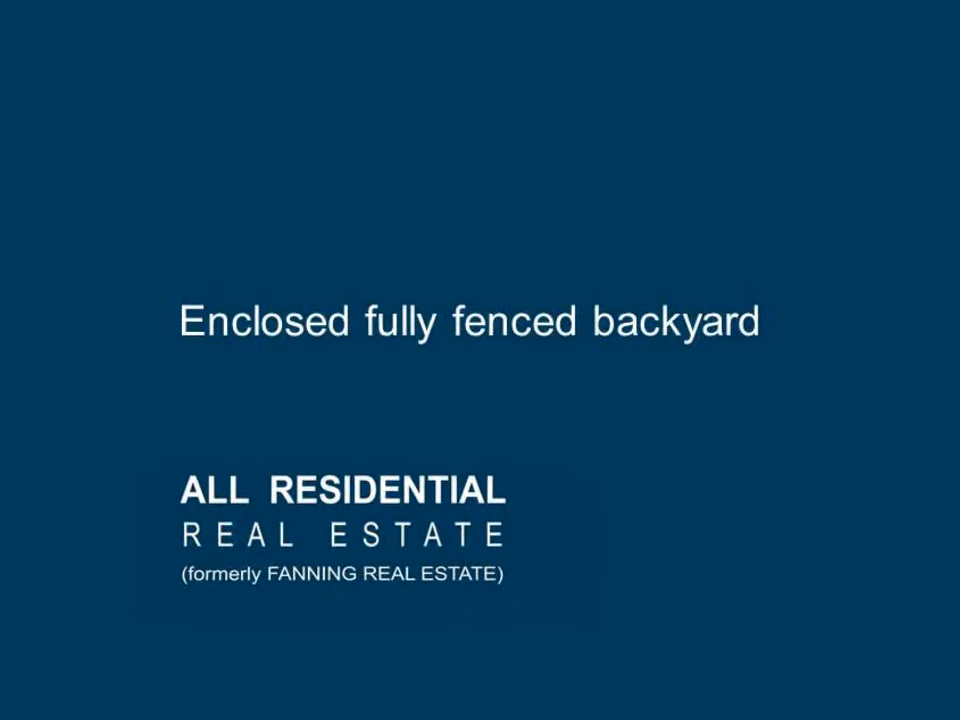 Enclosed fully fenced backyard
ALL RESIDENTIAL
REAL ESTATE
(formerly FANNING REAL ESTATE)